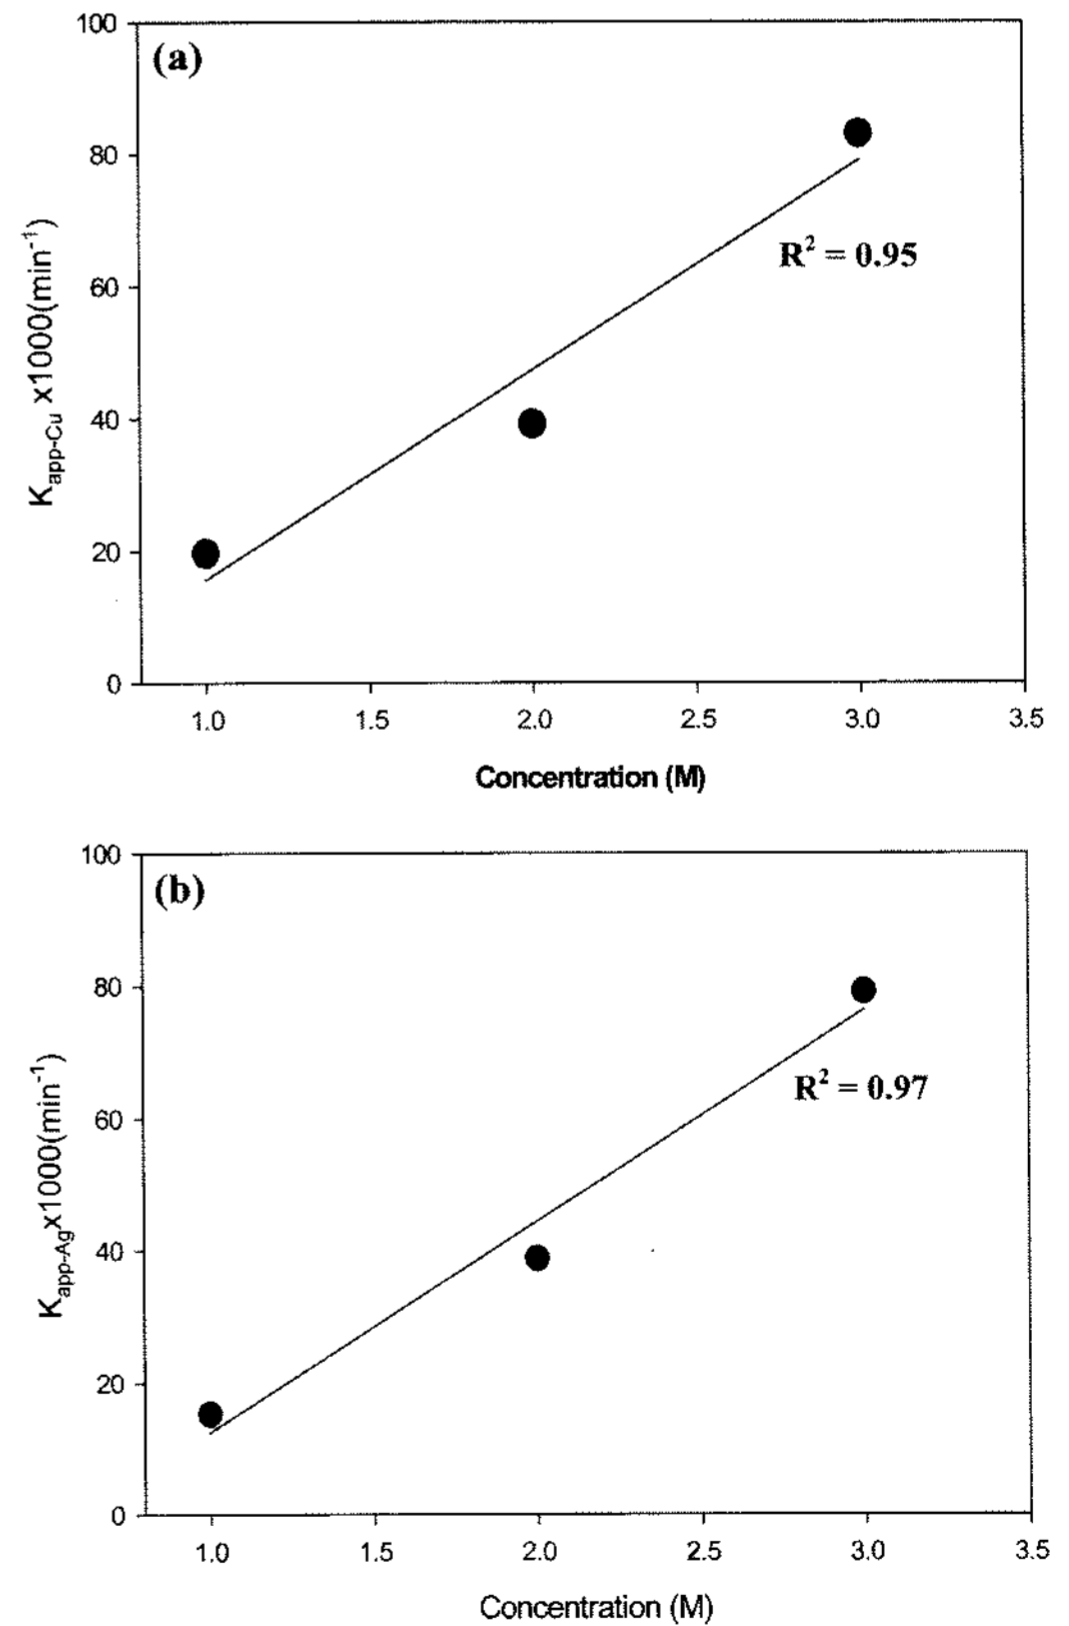 (a)
100
80
60
40
20
0
K_app-Cu x1000(min⁻¹)
R² = 0.95
1.0 1.5 2.0 2.5 3.0 3.5
Concentration (M)
(b)
100
80
60
40
20
0
K_app-Ag x1000(min⁻¹)
R² = 0.97
1.0 1.5 2.0 2.5 3.0 3.5
Concentration (M)